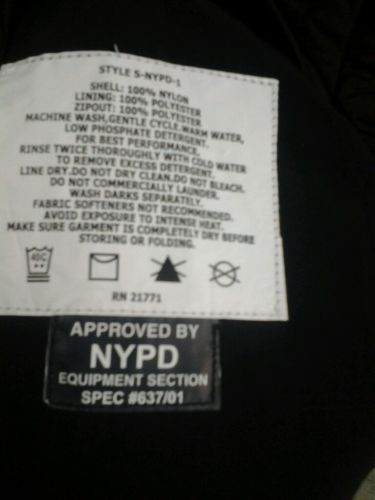 STYLE S-NYPD-1
SHELL: 100% NYLON
LINING: 100% POLYESTER
ZIPOUT: 100% POLYESTER
MACHINE WASH,GENTLE CYCLE.WARM WATER,
LOW PHOSPHATE DETERGENT.
FOR BEST PERFORMANCE,
RINSE TWICE THOROUGHLY WITH COLD WATER
TO REMOVE EXCESS DETERGENT.
LINE DRY.DO NOT DRY CLEAN.DO NOT BLEACH.
DO NOT COMMERCIALLY LAUNDER.
WASH DARKS SEPARATELY.
FABRIC SOFTENERS NOT RECOMMENDED.
AVOID EXPOSURE TO INTENSE HEAT.
MAKE SURE GARMENT IS COMPLETELY DRY BEFORE
STORING OR FOLDING.
40C
RN 21771
APPROVED BY
NYPD
EQUIPMENT SECTION
SPEC #637/01